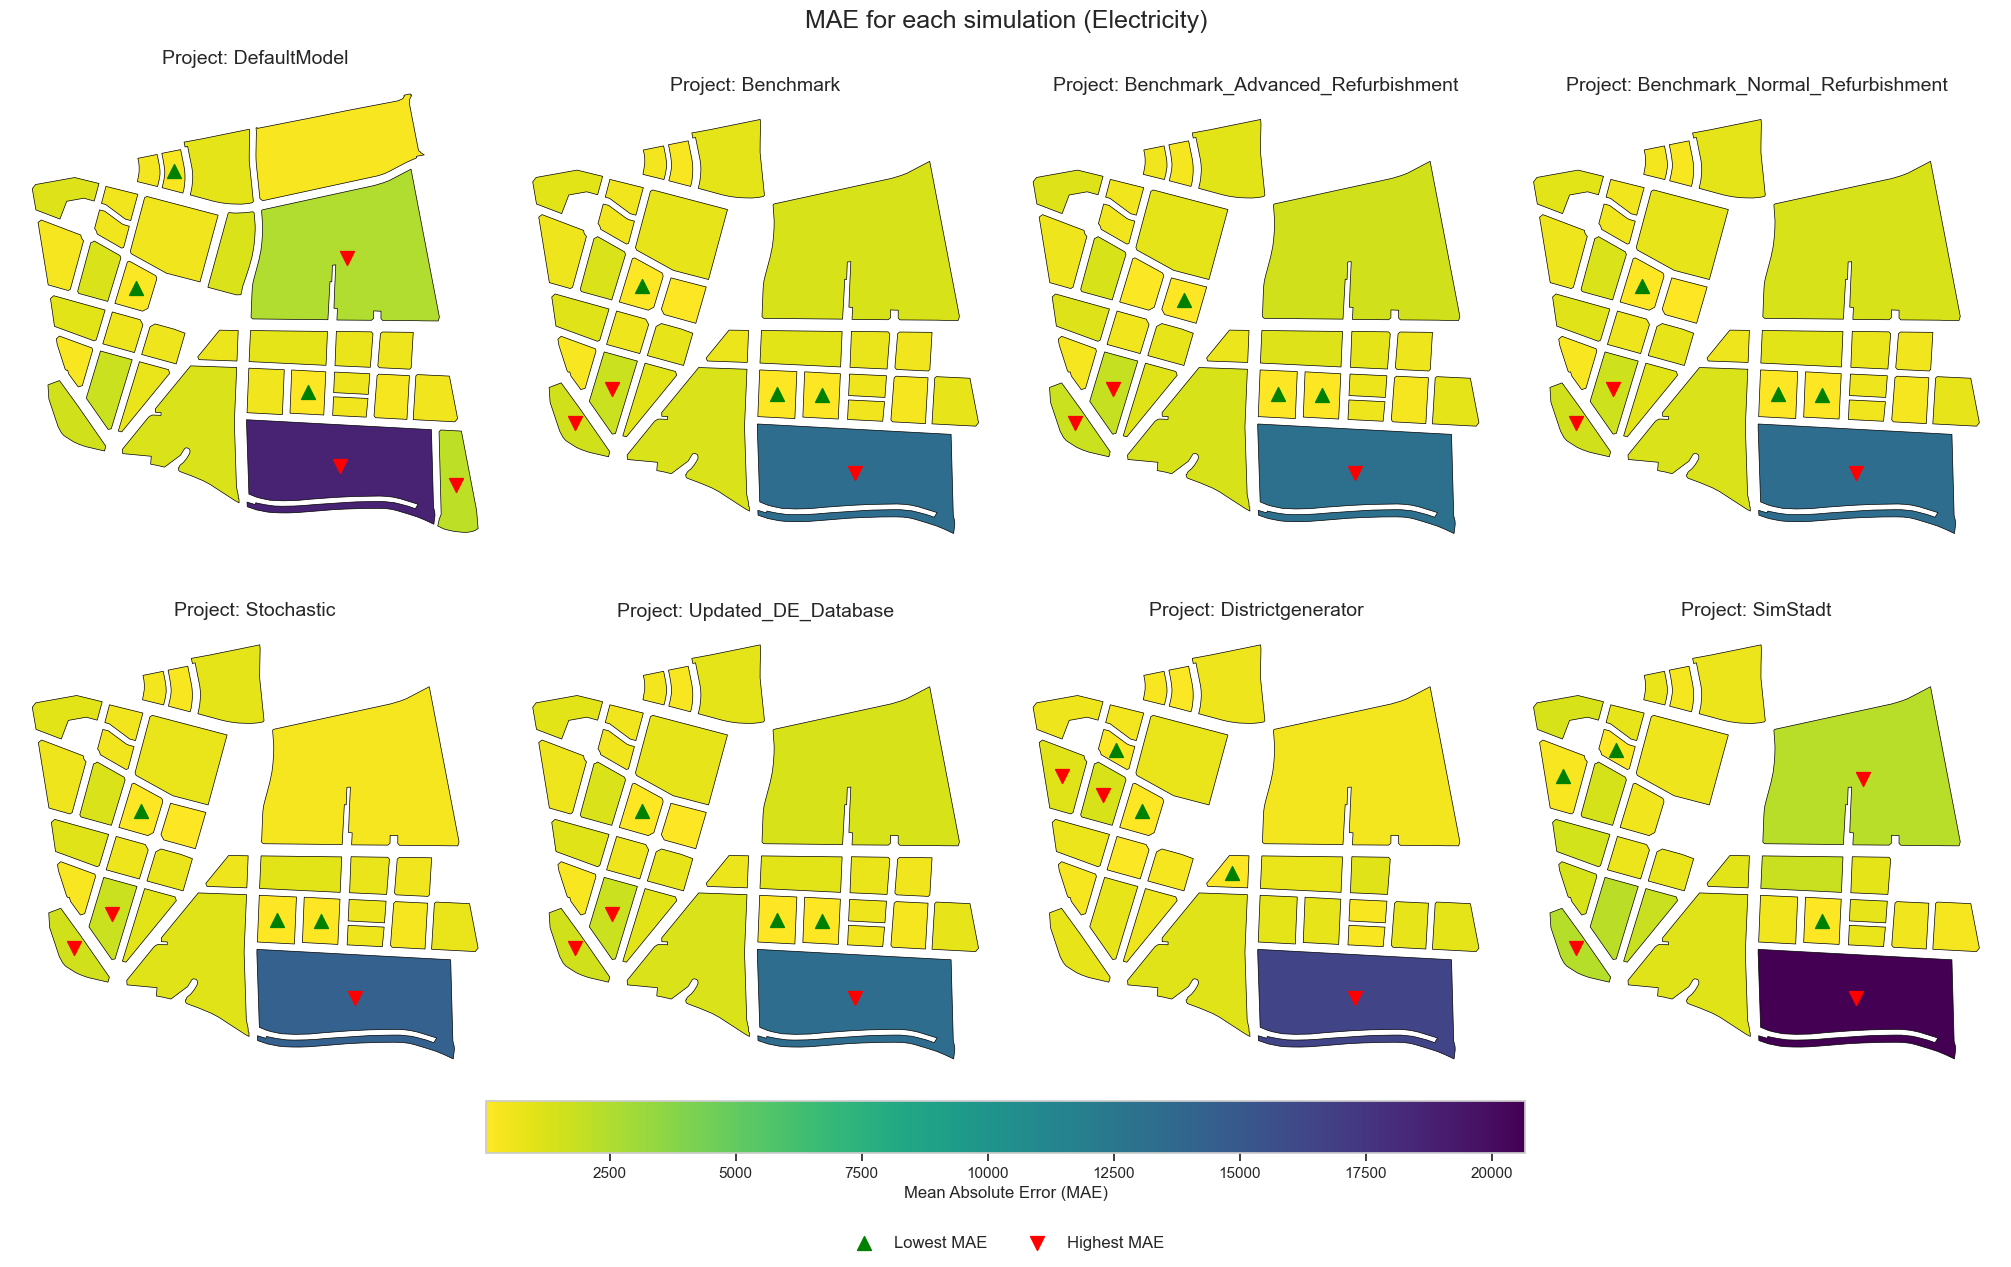 MAE for each simulation (Electricity)
Project: DefaultModel
Project: Benchmark
Project: Benchmark_Advanced_Refurbishment
Project: Benchmark_Normal_Refurbishment
Project: Stochastic
Project: Updated_DE_Database
Project: Districtgenerator
Project: SimStadt
2500 5000 7500 10000 12500 15000 17500 20000
Mean Absolute Error (MAE)
Lowest MAE Highest MAE